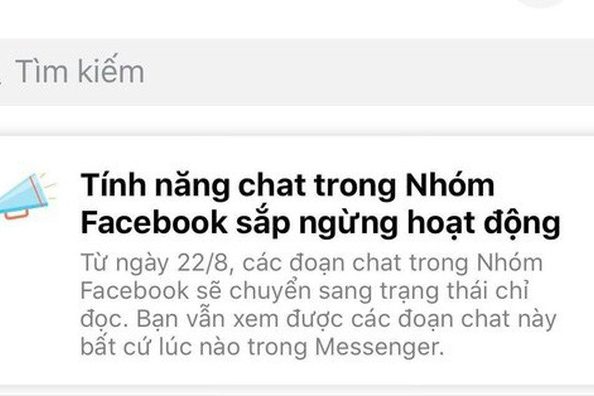 Tìm kiếm
Tính năng chat trong Nhóm
Facebook sắp ngừng hoạt động
Từ ngày 22/8, các đoạn chat trong Nhóm
Facebook sẽ chuyển sang trạng thái chỉ
đọc. Bạn vẫn xem được các đoạn chat này
bất cứ lúc nào trong Messenger.